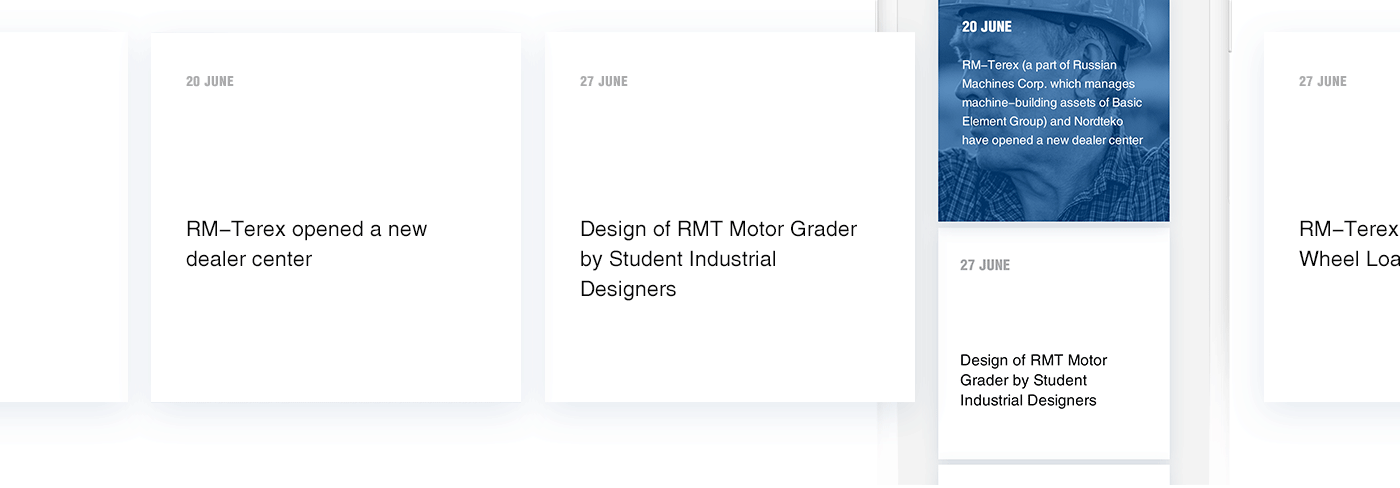 20 JUNE
RM–Terex opened a new
dealer center
27 JUNE
Design of RMT Motor Grader
by Student Industrial
Designers
20 JUNE
RM–Terex (a part of Russian
Machines Corp. which manages
machine–building assets of Basic
Element Group) and Nordteko
have opened a new dealer center
27 JUNE
Design of RMT Motor
Grader by Student
Industrial Designers
27 JUNE
RM–Terex
Wheel Loa